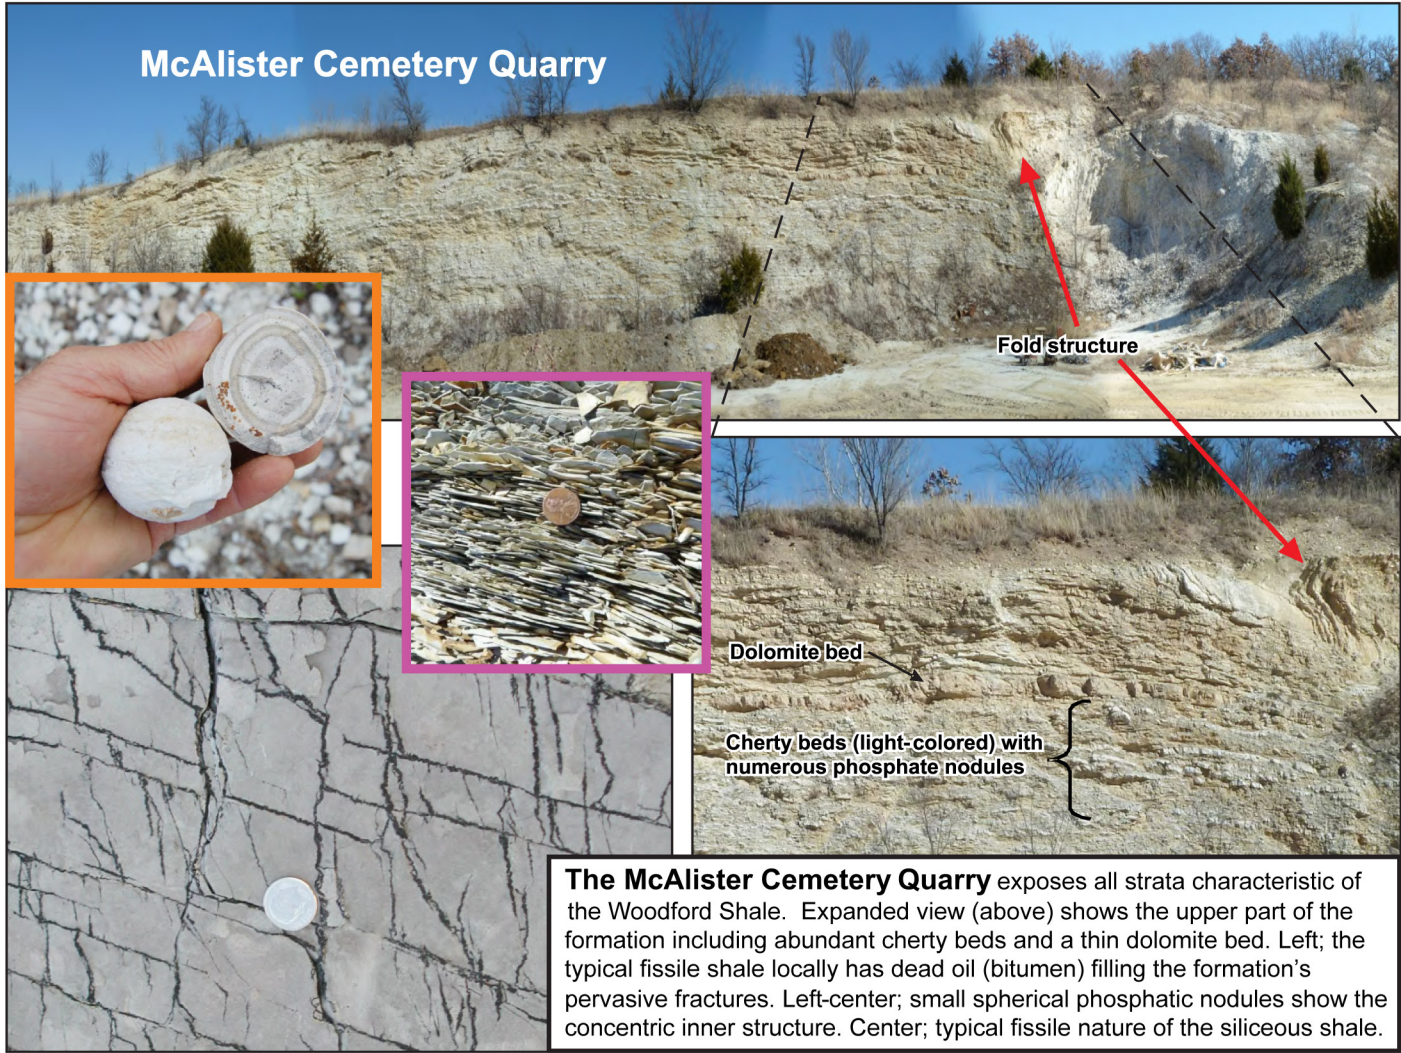 McAlister Cemetery Quarry
Fold structure
Dolomite bed
Cherty beds (light-colored) with
numerous phosphate nodules
The McAlister Cemetery Quarry exposes all strata characteristic of
the Woodford Shale. Expanded view (above) shows the upper part of the
formation including abundant cherty beds and a thin dolomite bed. Left; the
typical fissile shale locally has dead oil (bitumen) filling the formation's
pervasive fractures. Left-center; small spherical phosphatic nodules show the
concentric inner structure. Center; typical fissile nature of the siliceous shale.